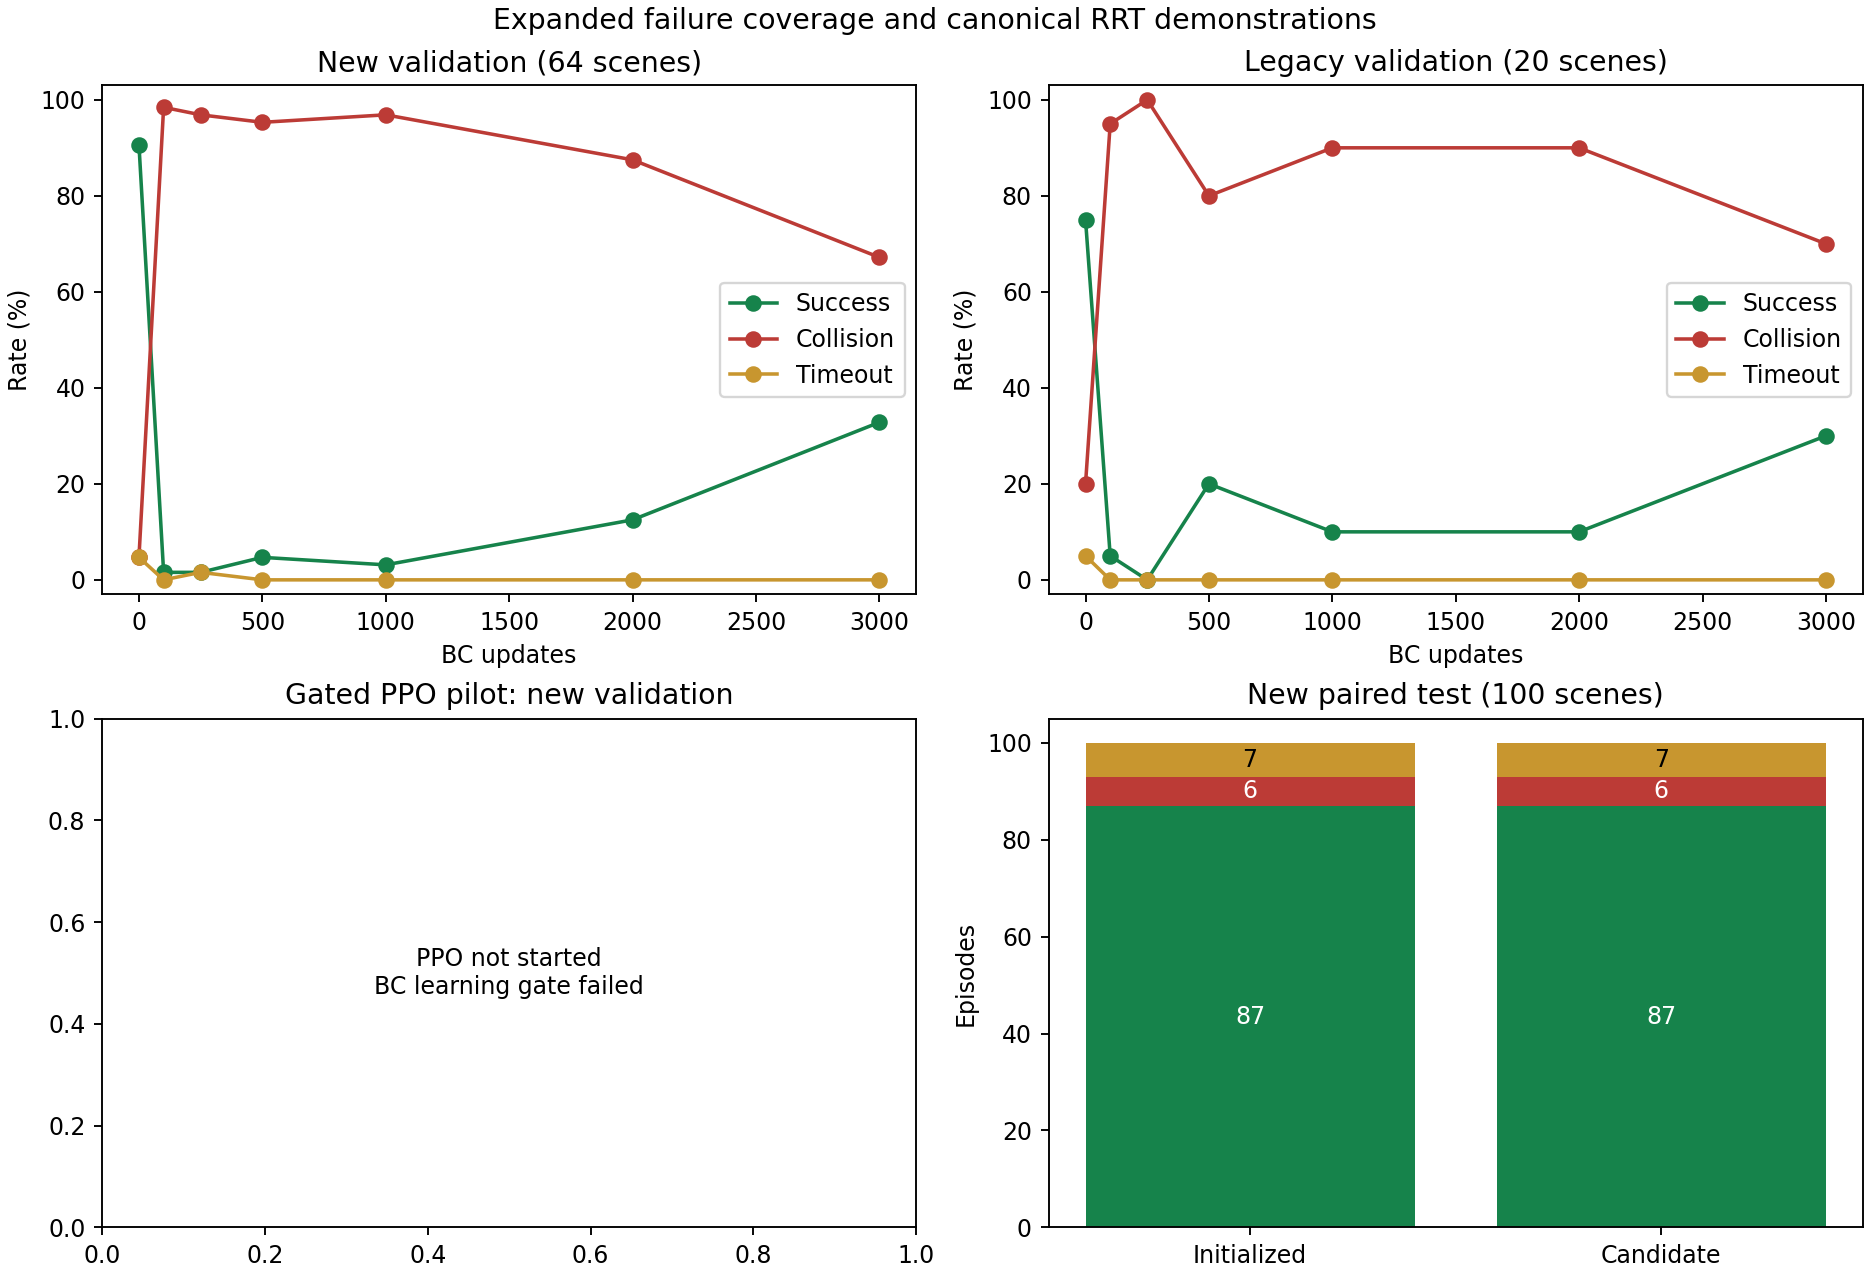 Expanded failure coverage and canonical RRT demonstrations
New validation (64 scenes)
100
80
60
40
20
0
Rate (%)
Success
Collision
Timeout
0 500 1000 1500 2000 2500 3000
BC updates
Legacy validation (20 scenes)
100
80
60
40
20
0
Rate (%)
Success
Collision
Timeout
0 500 1000 1500 2000 2500 3000
BC updates
Gated PPO pilot: new validation
1.0
0.8
0.6
0.4
0.2
0.0
PPO not started
BC learning gate failed
0.0 0.2 0.4 0.6 0.8 1.0
New paired test (100 scenes)
100
80
60
40
20
0
Episodes
7 7
6 6
87 87
Initialized Candidate